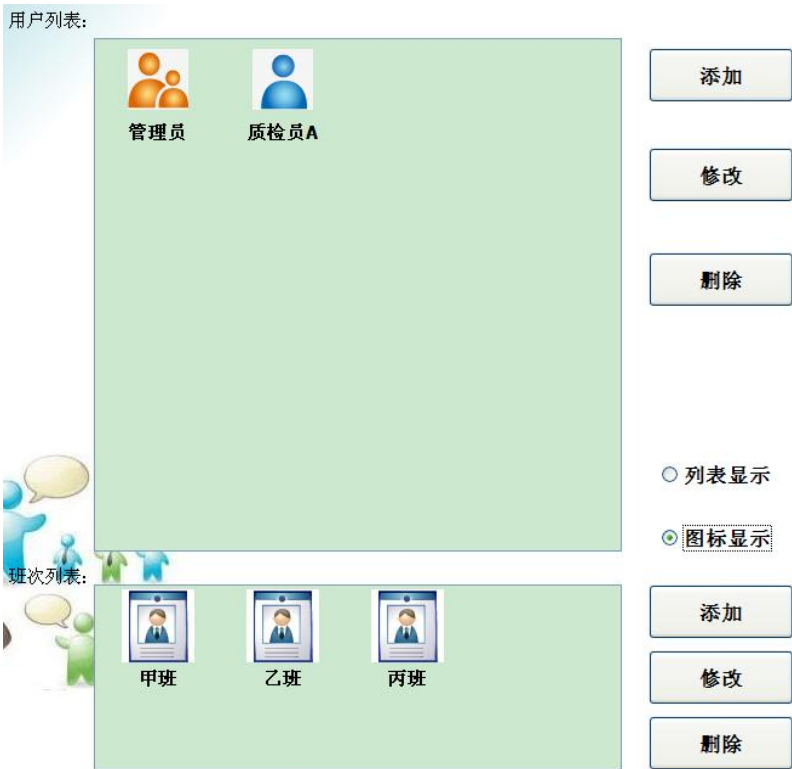 用户列表:
添加
管理员 质检员A
修改
删除
列表显示
图标显示
班次列表:
添加
甲班 乙班 丙班
修改
删除